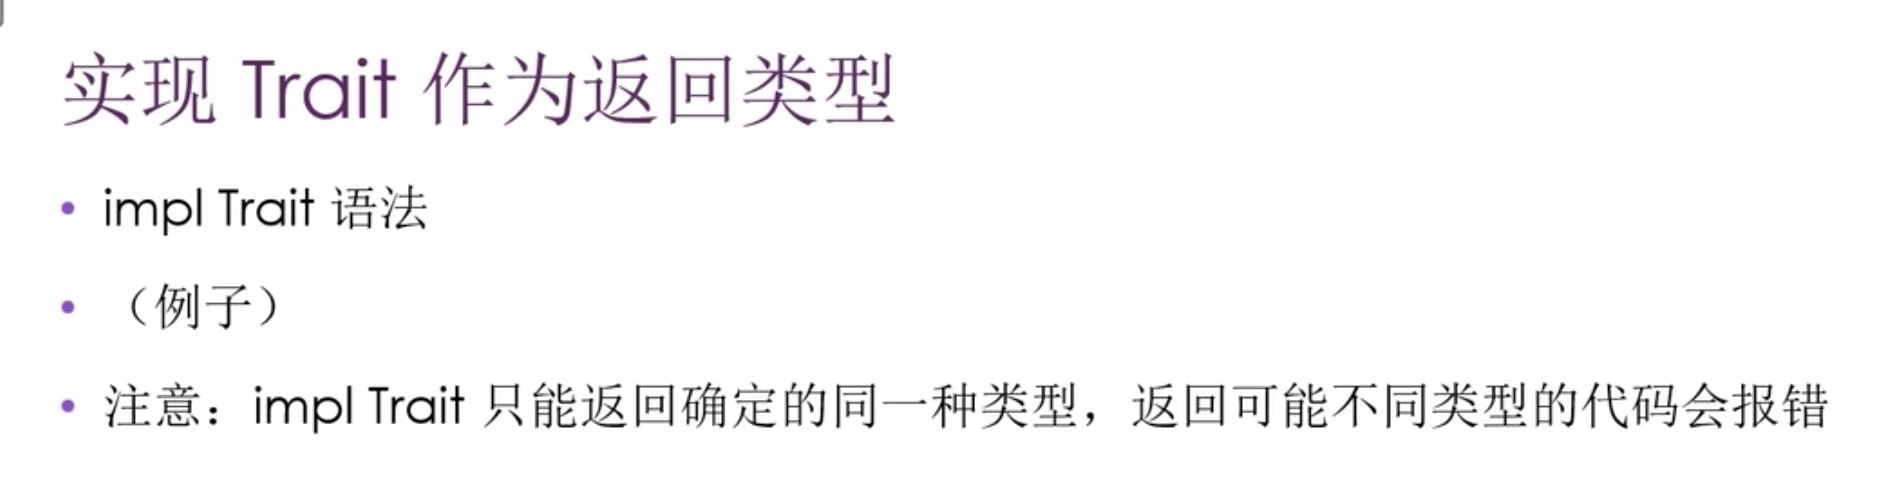 实现 Trait 作为返回类型
• impl Trait 语法
• （例子）
• 注意：impl Trait 只能返回确定的同一种类型，返回可能不同类型的代码会报错